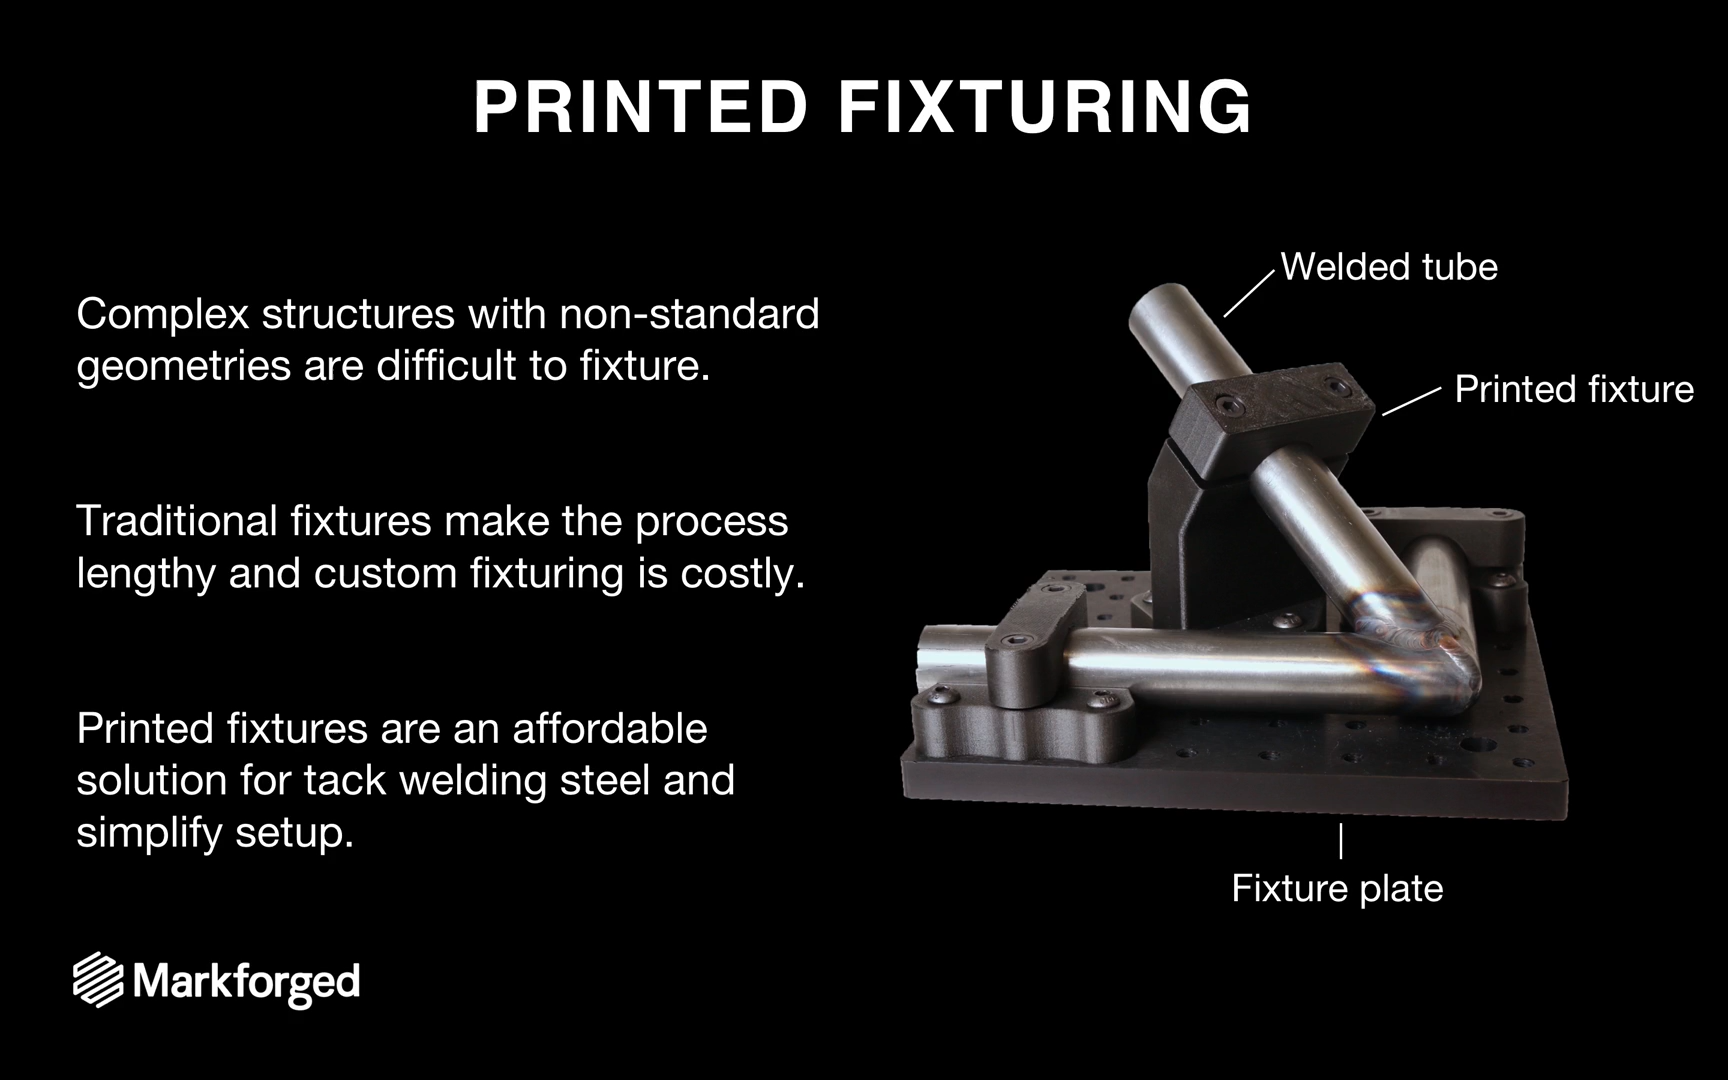 PRINTED FIXTURING
Complex structures with non-standard
geometries are difficult to fixture.
Traditional fixtures make the process
lengthy and custom fixturing is costly.
Printed fixtures are an affordable
solution for tack welding steel and
simplify setup.
Welded tube
Printed fixture
Fixture plate
Markforged